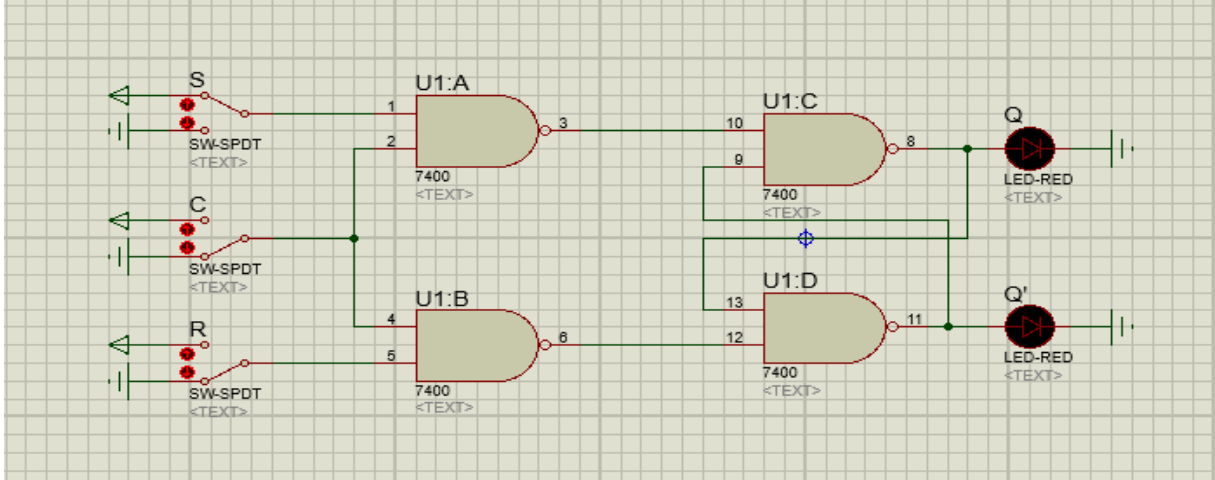 S
SW-SPDT
<TEXT>
C
SW-SPDT
<TEXT>
R
SW-SPDT
<TEXT>
U1:A
1
2
3
7400
<TEXT>
U1:B
4
5
6
7400
<TEXT>
U1:C
10
9
8
7400
<TEXT>
U1:D
13
12
11
7400
<TEXT>
Q
LED-RED
<TEXT>
Q'
LED-RED
<TEXT>